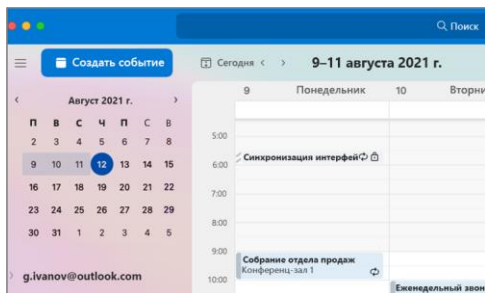 Поиск
Создать событие
Сегодня < > 9–11 августа 2021 г.
< Август 2021 г. >
П В С Ч П С В
2 3 4 5 6 7 8
9 10 11 12 13 14 15
16 17 18 19 20 21 22
23 24 25 26 27 28 29
30 31 1 2 3 4 5
g.ivanov@outlook.com
9 Понедельник 10 Вторни
5:00
6:00 Синхронизация интерфей
7:00
8:00
9:00
Собрание отдела продаж
Конференц-зал 1
10:00
Еженедельный звон